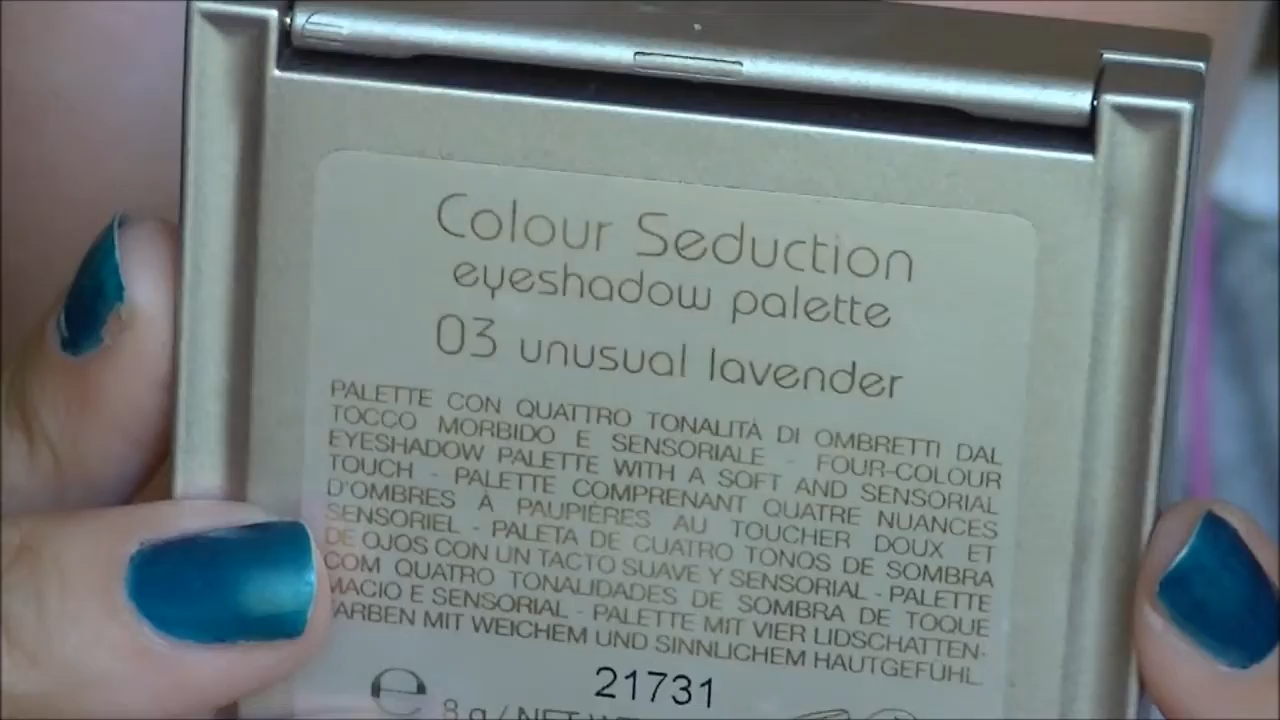 Colour Seduction
eyeshadow palette
03 unusual lavender
PALETTE CON QUATTRO TONALITÀ DI OMBRETTI DAL
TOCCO MORBIDO E SENSORIALE - FOUR-COLOUR
EYESHADOW PALETTE WITH A SOFT AND SENSORIAL
TOUCH - PALETTE COMPRENANT QUATRE NUANCES
D'OMBRES À PAUPIÈRES AU TOUCHER DOUX ET
SENSORIEL - PALETA DE CUATRO TONOS DE SOMBRA
DE OJOS CON UN TACTO SUAVE Y SENSORIAL - PALETTE
COM QUATRO TONALIDADES DE SOMBRA DE TOQUE
MACIO E SENSORIAL - PALETTE MIT VIER LIDSCHATTEN-
FARBEN MIT WEICHEM UND SINNLICHEM HAUTGEFÜHL.
21731
e 8 g / NET